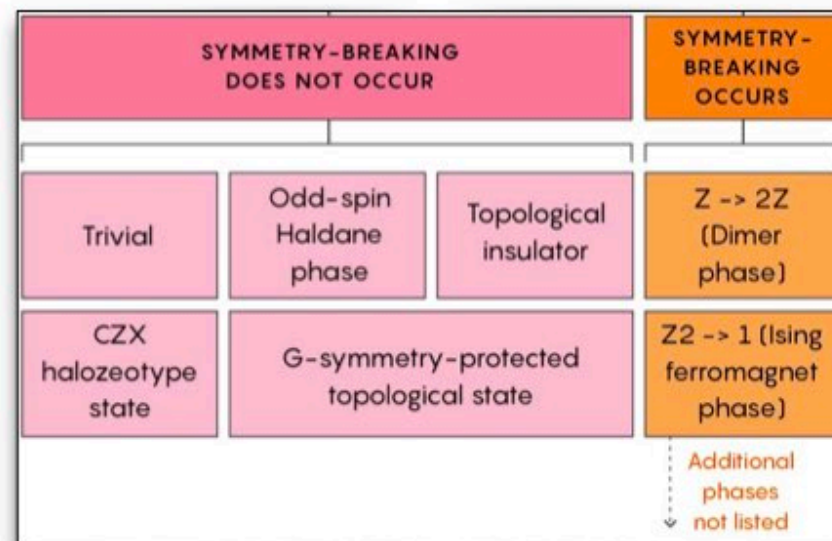 SYMMETRY-BREAKING
DOES NOT OCCUR
SYMMETRY-
BREAKING
OCCURS
Trivial
Odd-spin
Haldane
phase
Topological
insulator
Z -> 2Z
(Dimer
phase)
CZX
halozeotype
state
G-symmetry-protected
topological state
Z2 -> 1 (Ising
ferromagnet
phase)
Additional
phases
not listed